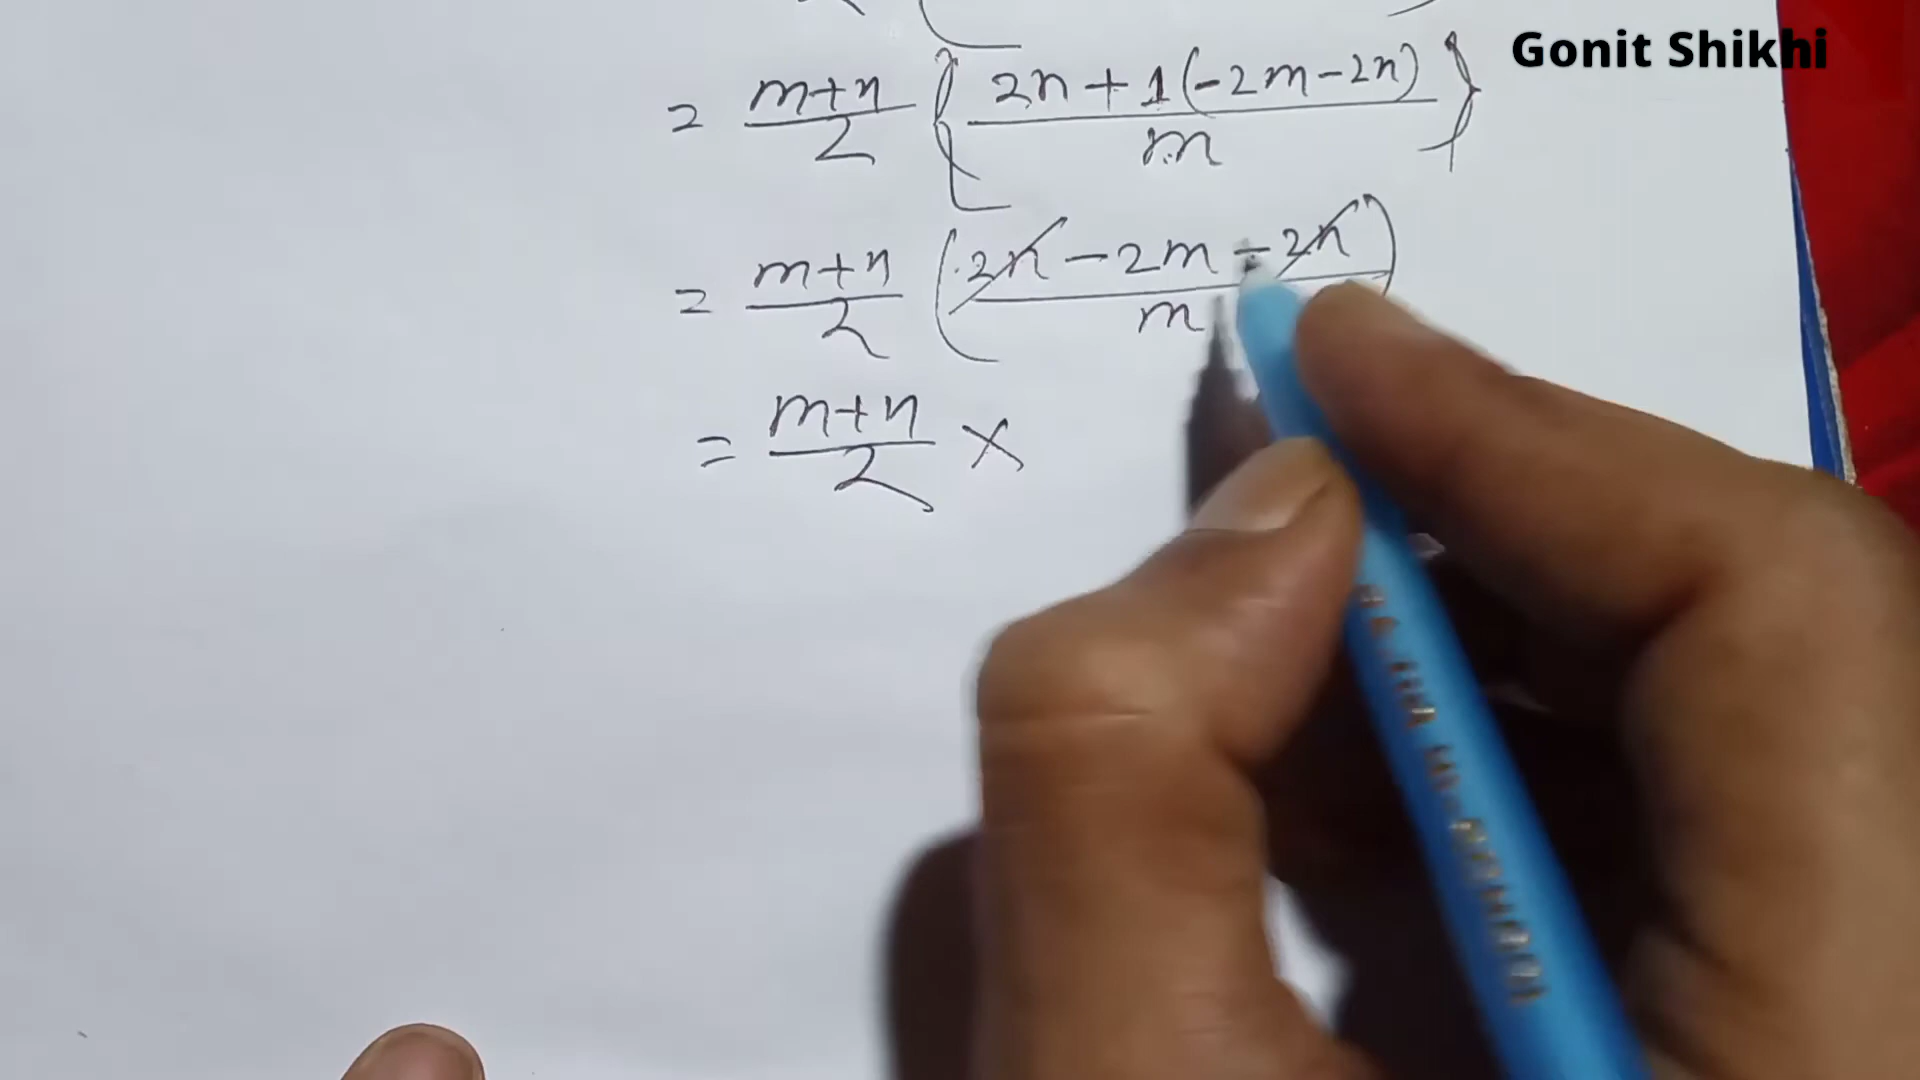 Gonit Shikhi
= m+n/2 { 2n+1(-2m-2n)/m }
= m+n/2 ( 2n-2m-2n/m )
= m+n/2 ×